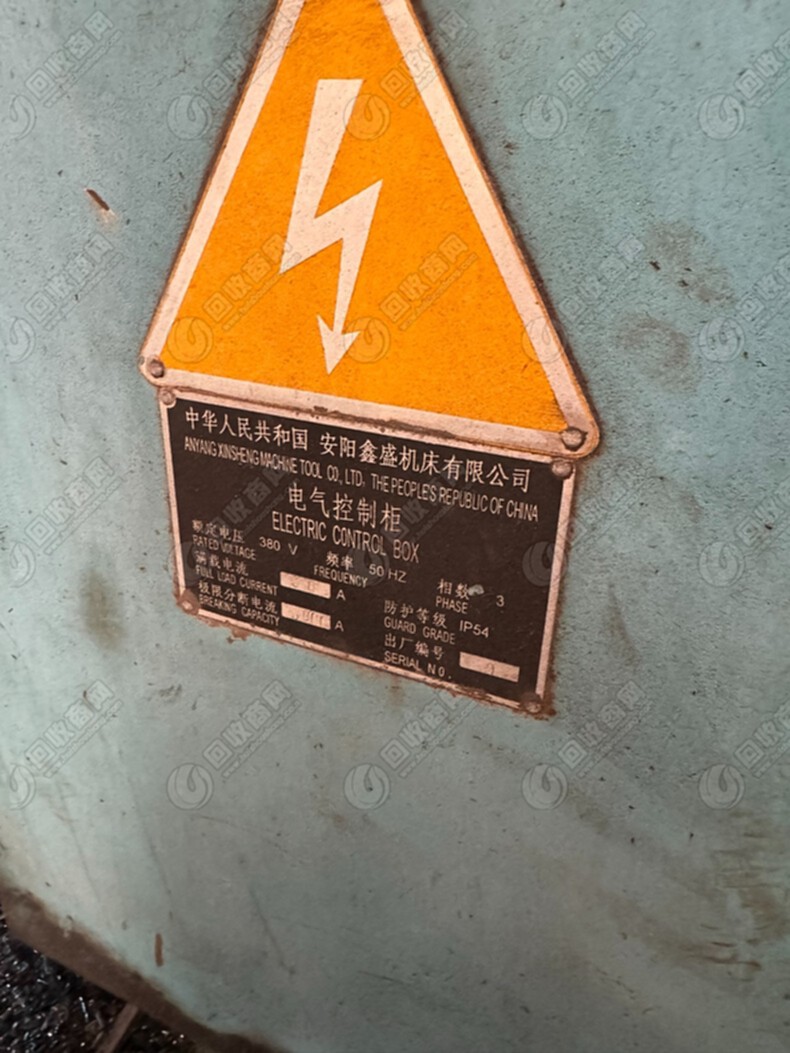 中华人民共和国 安阳鑫盛机床有限公司
ANYANG XINSHENG MACHINE TOOL CO., LTD, THE PEOPLE'S REPUBLIC OF CHINA
电气控制柜
ELECTRIC CONTROL BOX
额定电压 380 V 频率 50 HZ 相数 3
RATED VOLTAGE FREQUENCY PHASE
满载电流 A 防护等级 IP54
FULL LOAD CURRENT GUARD GRADE
极限分断电流 A 出厂编号
BREAKING CAPACITY SERIAL NO.
回收商网